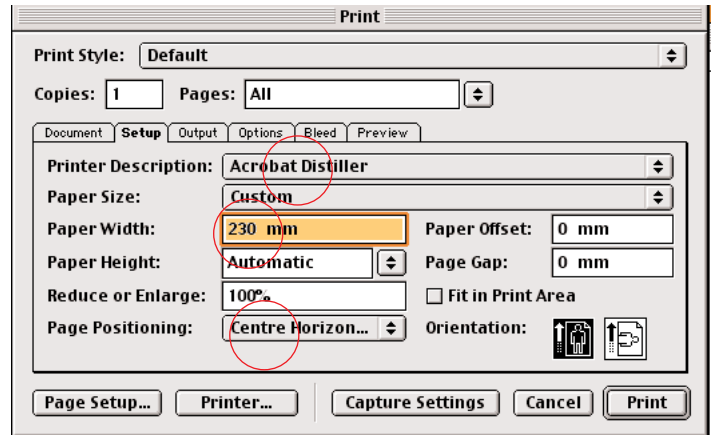 Print
Print Style: Default
Copies: 1 Pages: All
Document Setup Output Options Bleed Preview
Printer Description: Acrobat Distiller
Paper Size: Custom
Paper Width: 230 mm Paper Offset: 0 mm
Paper Height: Automatic Page Gap: 0 mm
Reduce or Enlarge: 100% Fit in Print Area
Page Positioning: Centre Horizon... Orientation:
Page Setup... Printer... Capture Settings Cancel Print